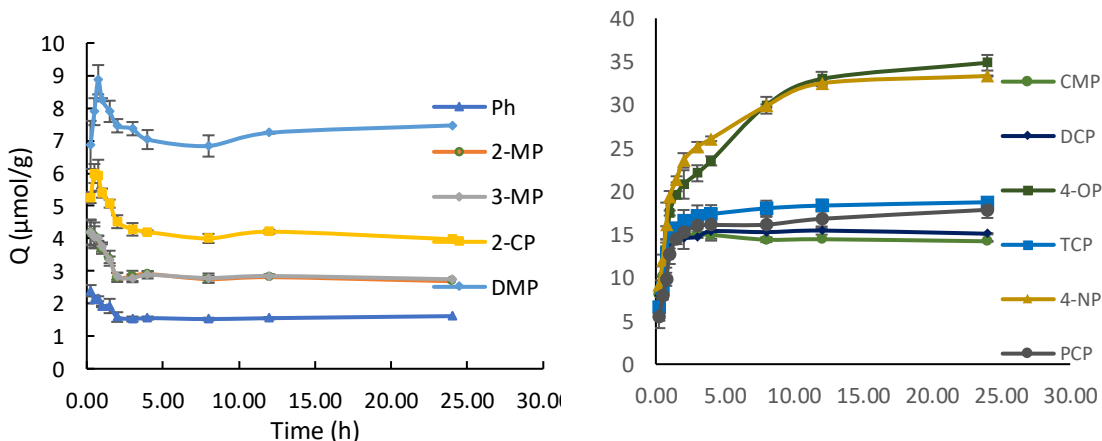 10
9
8
7
6
5
4
3
2
1
0
Q (µmol/g)
0.00 5.00 10.00 15.00 20.00 25.00 30.00
Time (h)
Ph
2-MP
3-MP
2-CP
DMP
40
35
30
25
20
15
10
5
0
0.00 5.00 10.00 15.00 20.00 25.00 30.00
CMP
DCP
4-OP
TCP
4-NP
PCP